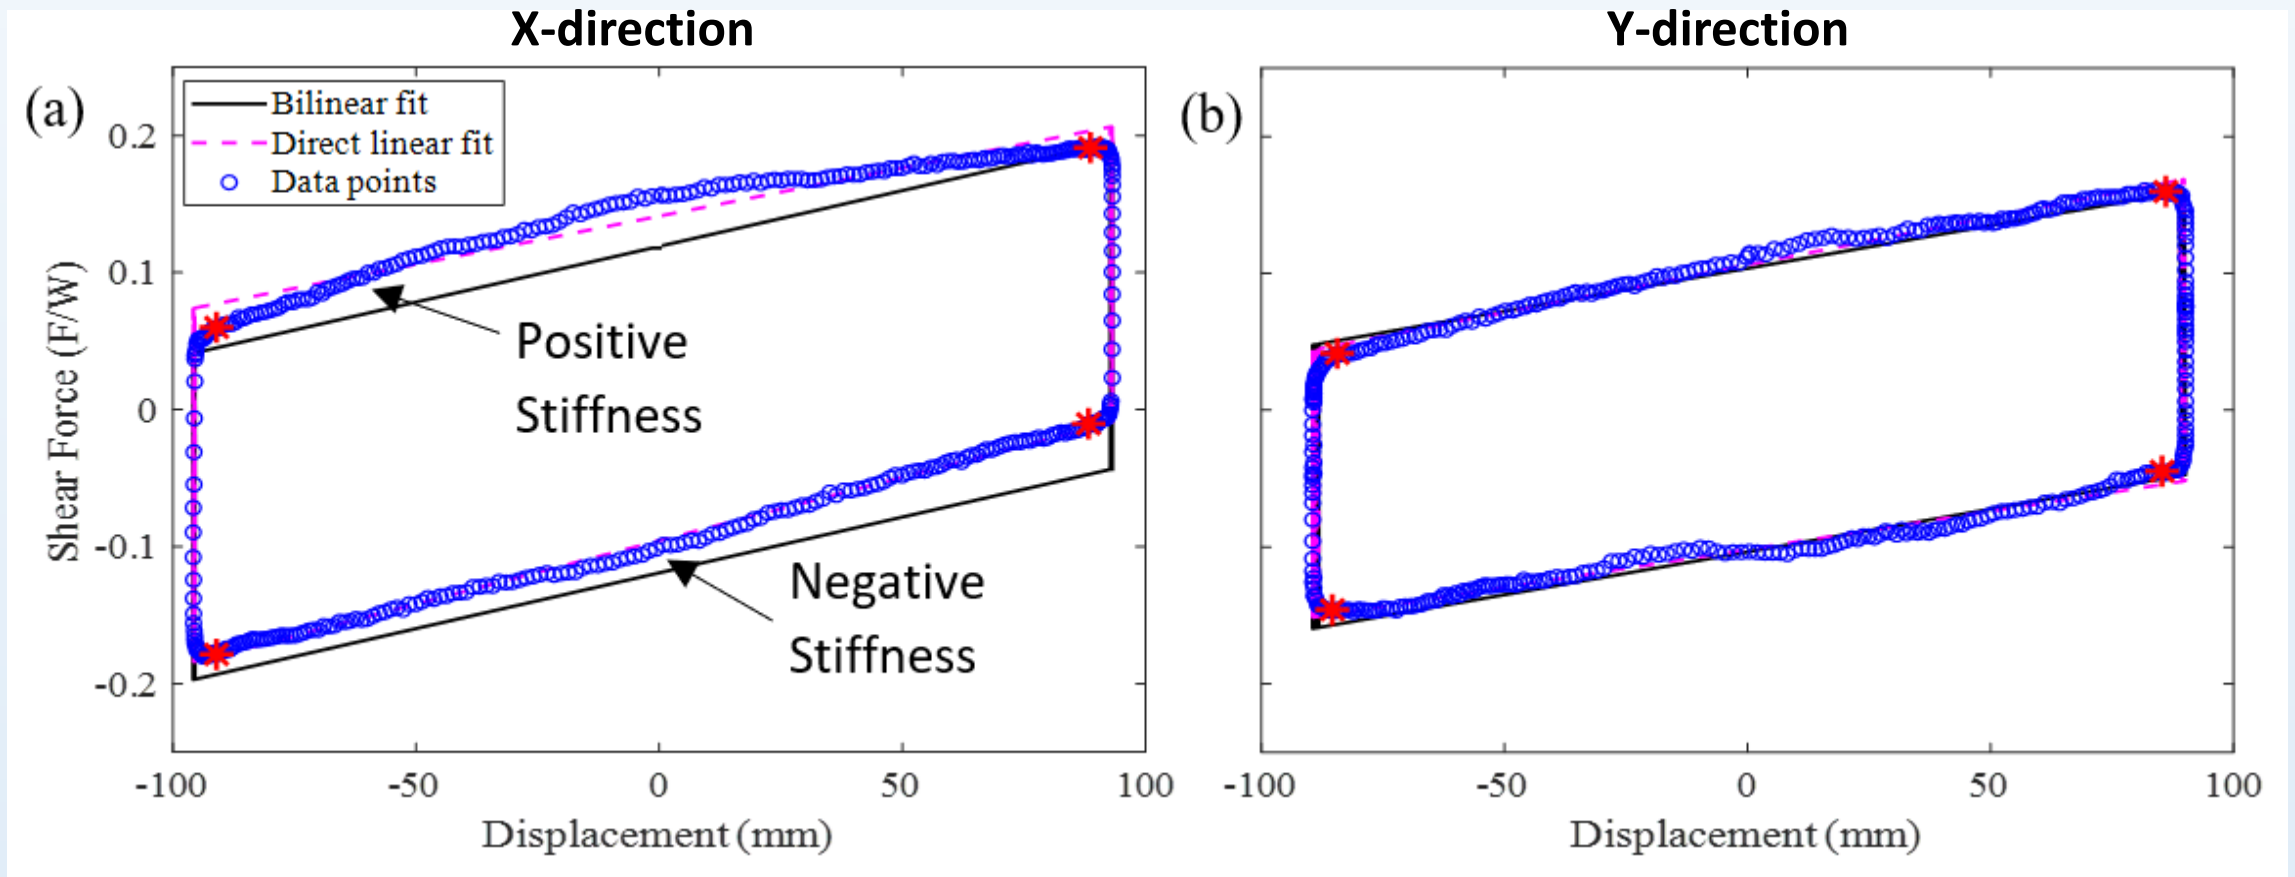 X-direction
Y-direction
(a)
Bilinear fit
Direct linear fit
Data points
0.2
0.1
0
-0.1
-0.2
Shear Force (F/W)
Positive
Stiffness
Negative
Stiffness
-100
-50
0
50
100
Displacement (mm)
(b)
-100
-50
0
50
100
Displacement (mm)